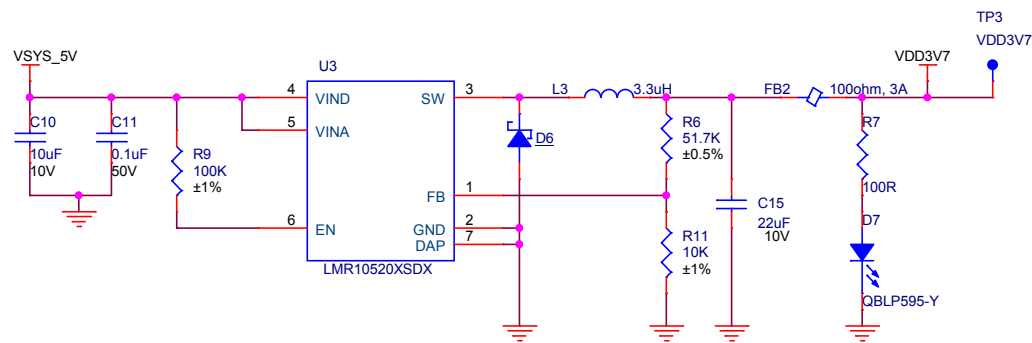 TP3
VDD3V7
VSYS_5V
VDD3V7
U3
4
VIND
SW
3
L3
3.3uH
FB2
100ohm, 3A
5
VINA
C10
10uF
10V
C11
0.1uF
50V
R9
100K
±1%
D6
R6
51.7K
±0.5%
R7
100R
FB
1
C15
22uF
10V
6
EN
GND
2
DAP
7
R11
10K
±1%
D7
LMR10520XSDX
QBLP595-Y